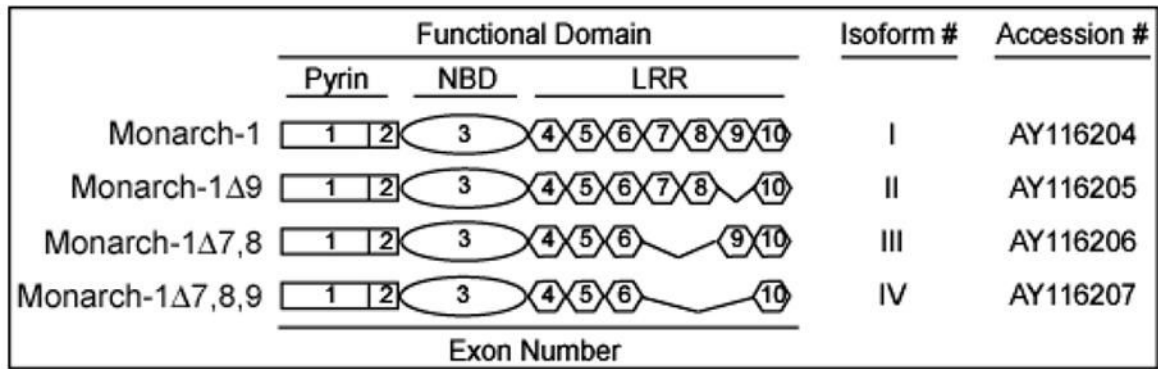 Functional Domain Isoform # Accession #
Pyrin NBD LRR
Monarch-1 1 2 3 4 5 6 7 8 9 10 I AY116204
Monarch-1Δ9 1 2 3 4 5 6 7 8 10 II AY116205
Monarch-1Δ7,8 1 2 3 4 5 6 9 10 III AY116206
Monarch-1Δ7,8,9 1 2 3 4 5 6 10 IV AY116207
Exon Number